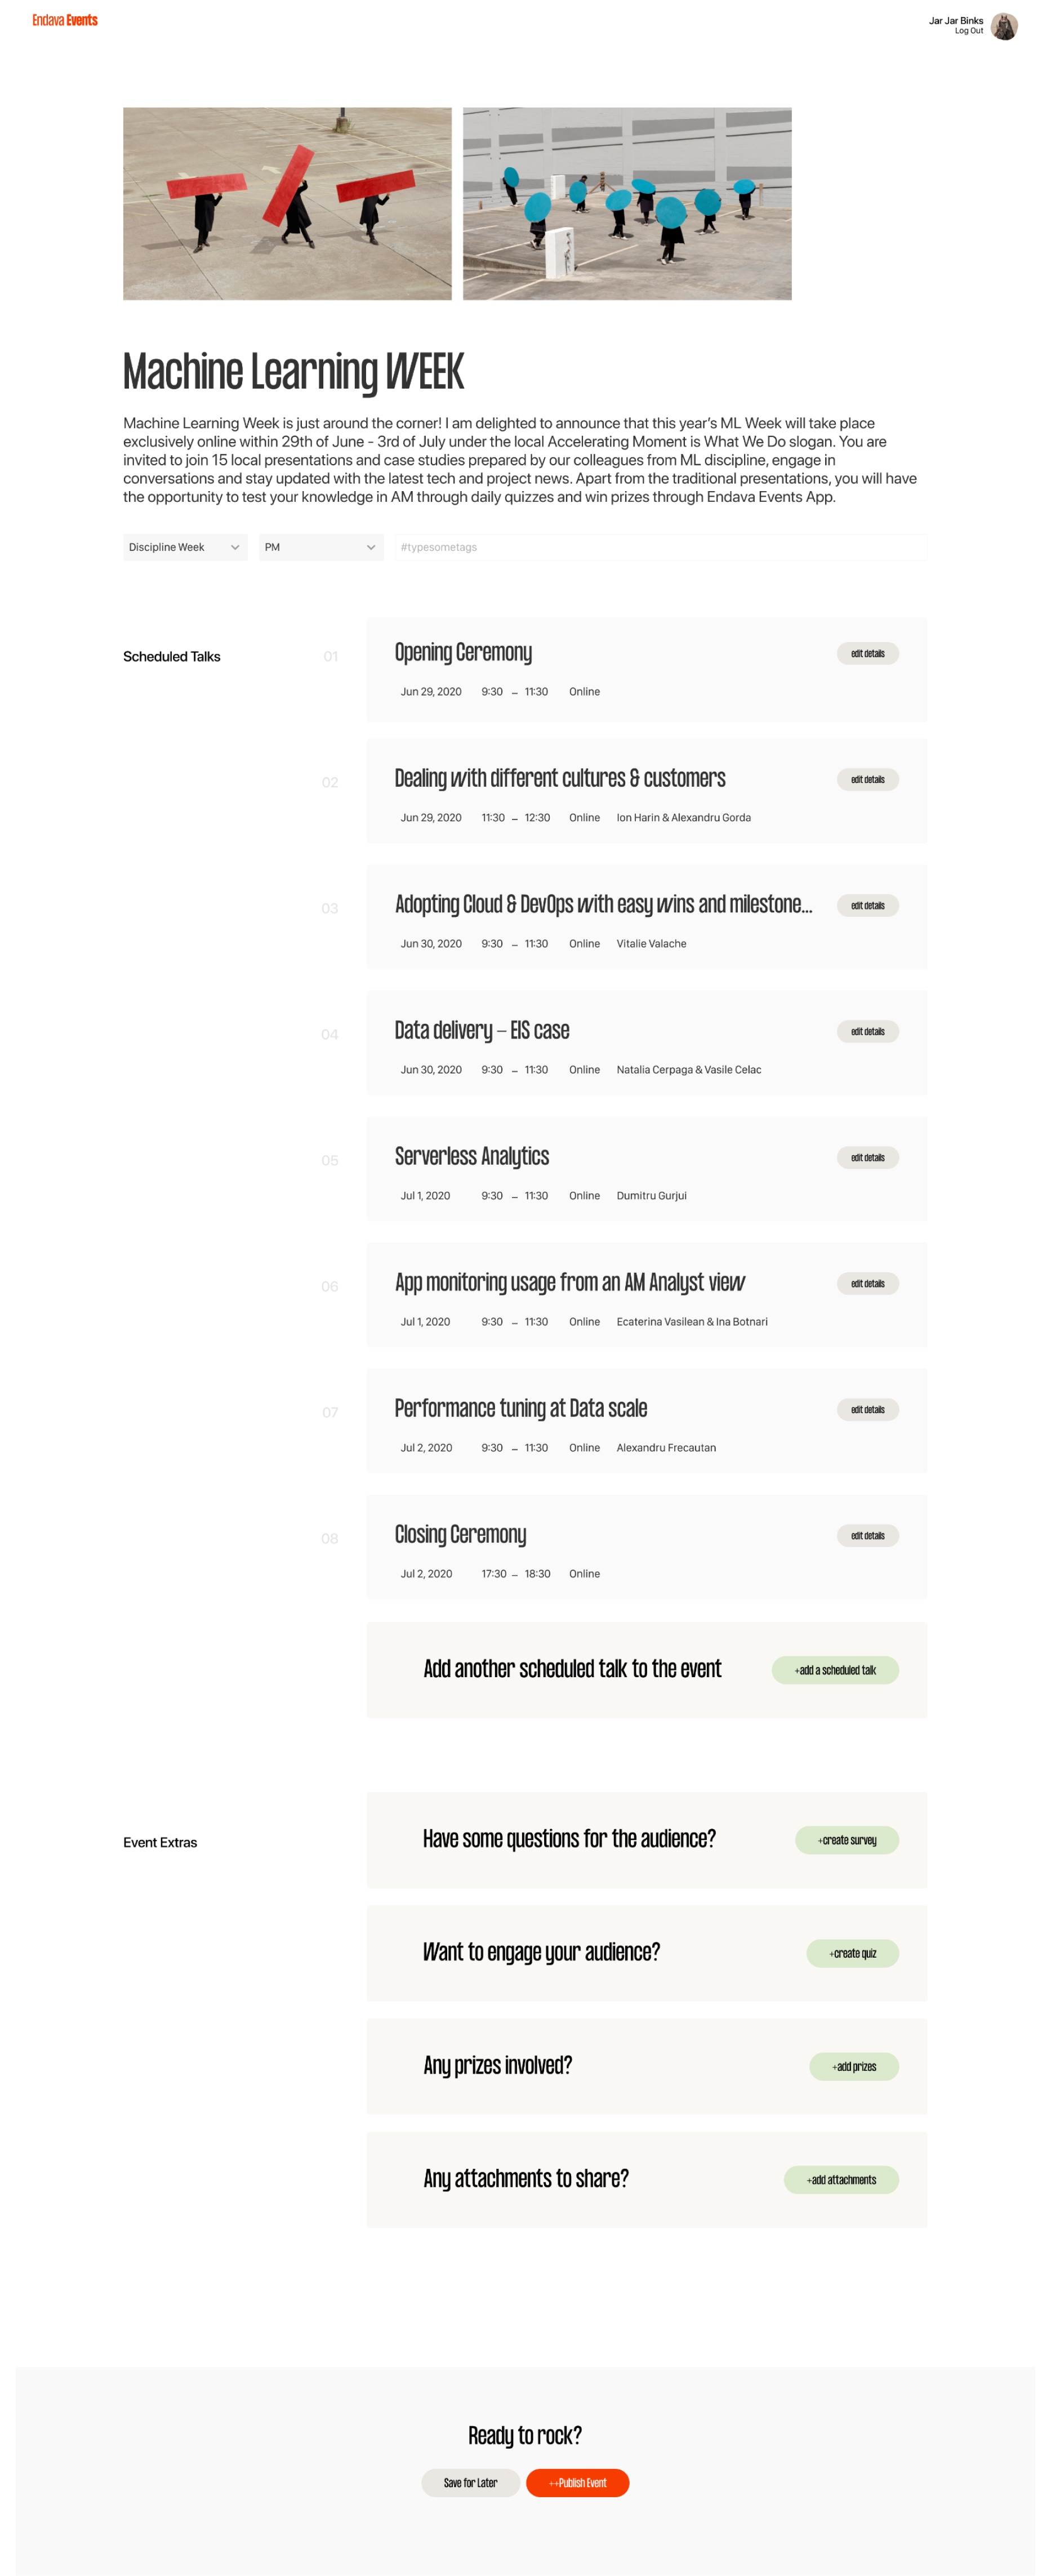 Endava Events
Jar Jar Binks
Log Out
Machine Learning WEEK
Machine Learning Week is just around the corner! I am delighted to announce that this year's ML Week will take place
exclusively online within 29th of June - 3rd of July under the local Accelerating Moment is What We Do slogan. You are
invited to join 15 local presentations and case studies prepared by our colleagues from ML discipline, engage in
conversations and stay updated with the latest tech and project news. Apart from the traditional presentations, you will have
the opportunity to test your knowledge in AM through daily quizzes and win prizes through Endava Events App.
Discipline Week PM #typesometags
Scheduled Talks 01 Opening Ceremony edit details
Jun 29, 2020 9:30 – 11:30 Online
02 Dealing with different cultures & customers edit details
Jun 29, 2020 11:30 – 12:30 Online Ion Harin & Alexandru Gorda
03 Adopting Cloud & DevOps with easy wins and milestone... edit details
Jun 30, 2020 9:30 – 11:30 Online Vitalie Valache
04 Data delivery – EIS case edit details
Jun 30, 2020 9:30 – 11:30 Online Natalia Cerpaga & Vasile Celac
05 Serverless Analytics edit details
Jul 1, 2020 9:30 – 11:30 Online Dumitru Gurjui
06 App monitoring usage from an AM Analyst view edit details
Jul 1, 2020 9:30 – 11:30 Online Ecaterina Vasilean & Ina Botnari
07 Performance tuning at Data scale edit details
Jul 2, 2020 9:30 – 11:30 Online Alexandru Frecautan
08 Closing Ceremony edit details
Jul 2, 2020 17:30 – 18:30 Online
Add another scheduled talk to the event +add a scheduled talk
Event Extras Have some questions for the audience? +create survey
Want to engage your audience? +create quiz
Any prizes involved? +add prizes
Any attachments to share? +add attachments
Ready to rock?
Save for Later ++Publish Event